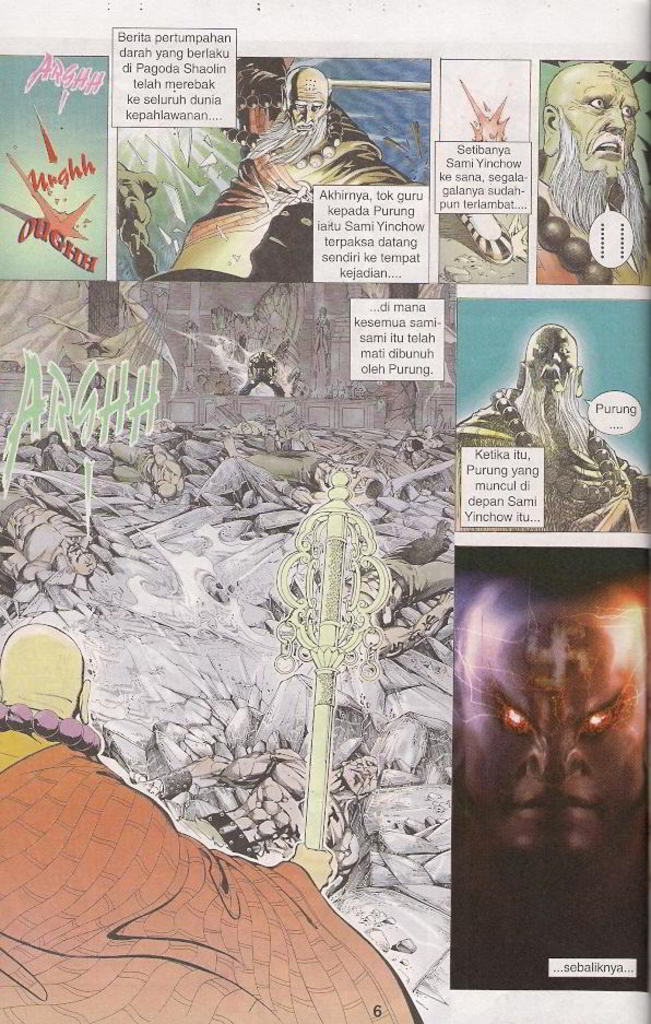 ARGHH
Urghh
OUGHH
Berita pertumpahan
darah yang berlaku
di Pagoda Shaolin
telah merebak
ke seluruh dunia
kepahlawanan....
Akhirnya, tok guru
kepada Purung
iaitu Sami Yinchow
terpaksa datang
sendiri ke tempat
kejadian....
Setibanya
Sami Yinchow
ke sana, segala-
galanya sudah-
pun terlambat....
...di mana
kesemua sami-
sami itu telah
mati dibunuh
oleh Purung.
ARGHH
Purung
....
Ketika itu,
Purung yang
muncul di
depan Sami
Yinchow itu...
...sebaliknya...
6